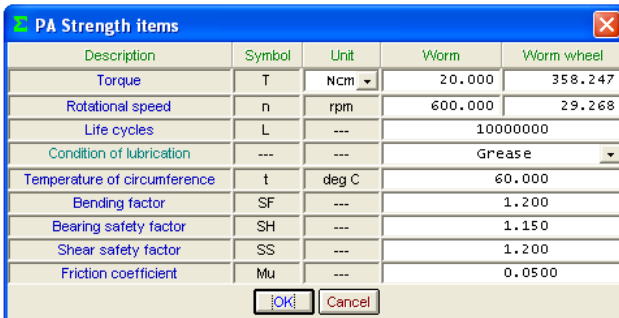 Σ PA Strength items
Description Symbol Unit Worm Worm wheel
Torque T Ncm 20.000 358.247
Rotational speed n rpm 600.000 29.268
Life cycles L --- 10000000
Condition of lubrication --- --- Grease
Temperature of circumference t deg C 60.000
Bending factor SF --- 1.200
Bearing safety factor SH --- 1.150
Shear safety factor SS --- 1.200
Friction coefficient Mu --- 0.0500
OK Cancel